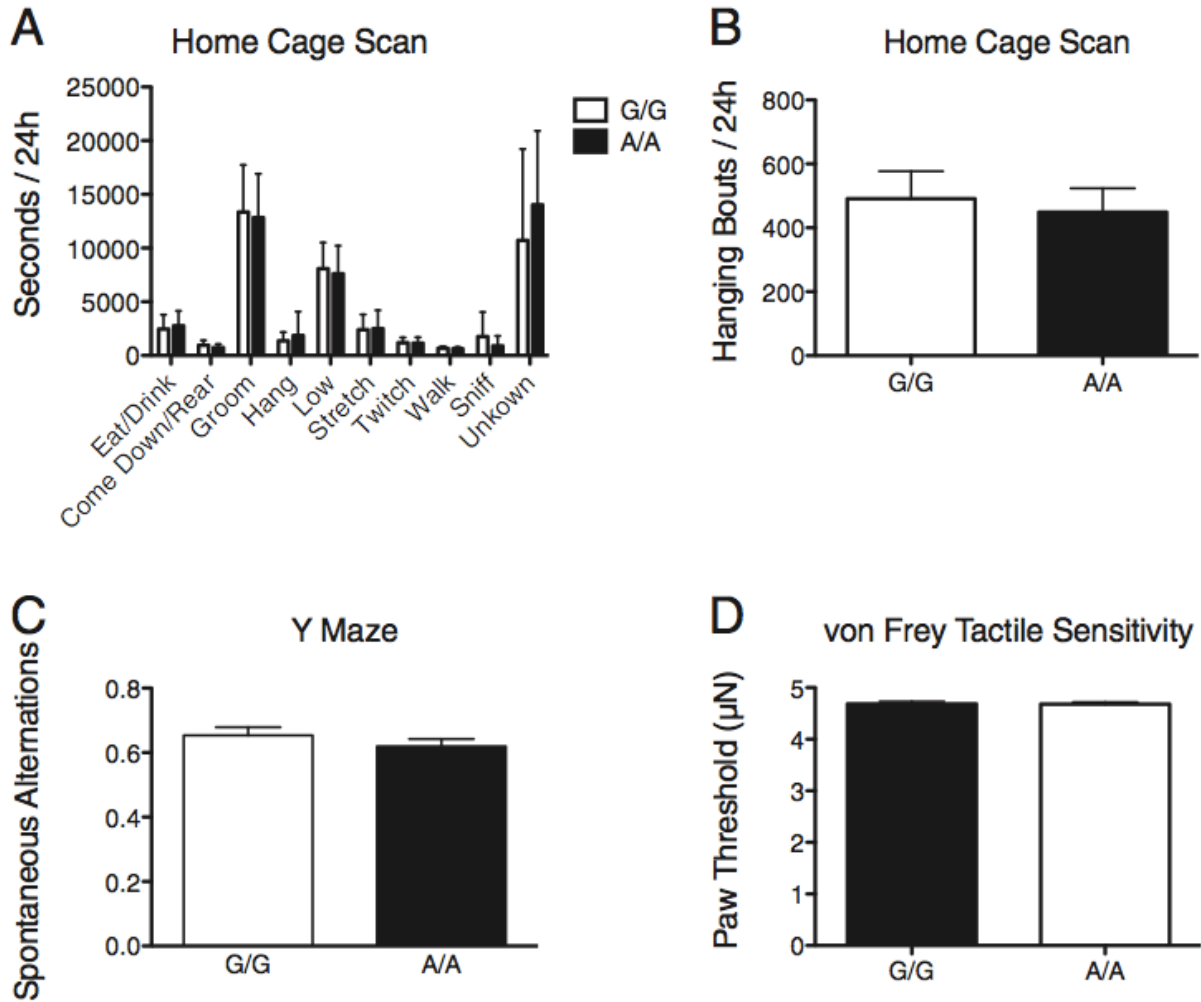 A
Home Cage Scan
Seconds / 24h
25000
20000
15000
10000
5000
0
G/G
A/A
Eat/Drink
Come Down/Rear
Groom
Hang
Low
Stretch
Twitch
Walk
Sniff
Unkown
B
Home Cage Scan
Hanging Bouts / 24h
800
600
400
200
0
G/G
A/A
C
Y Maze
Spontaneous Alternations
0.8
0.6
0.4
0.2
0.0
G/G
A/A
D
von Frey Tactile Sensitivity
Paw Threshold (μN)
5
4
3
2
1
0
G/G
A/A